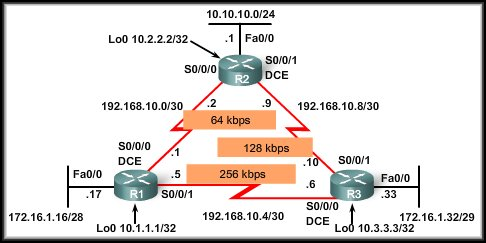 10.10.10.0/24
Lo0 10.2.2.2/32
.1 Fa0/0
S0/0/0
S0/0/1
DCE
R2
192.168.10.0/30
.2
.9
192.168.10.8/30
64 kbps
128 kbps
S0/0/0
DCE
.1
.10
S0/0/1
Fa0/0
.5
256 kbps
.6
R3
Fa0/0
.17
R1
S0/0/1
.33
172.16.1.16/28
192.168.10.4/30
S0/0/0
DCE
172.16.1.32/29
Lo0 10.1.1.1/32
Lo0 10.3.3.3/32